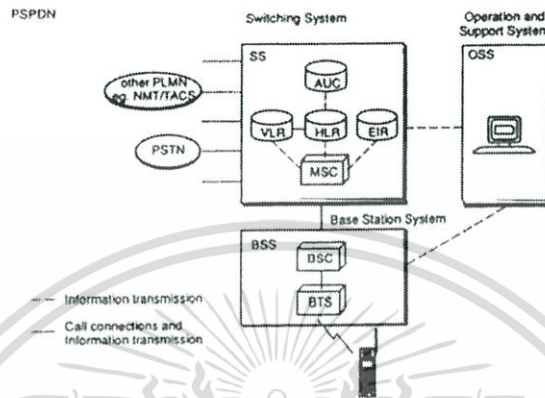 PSPDN
Switching System
Operation and
Support System
SS
OSS
AUC
other PLMN
eg. NMT/TACS
VLR
HLR
EIR
PSTN
MSC
Base Station System
BSS
BSC
BTS
Information transmission
Call connections and
Information transmission